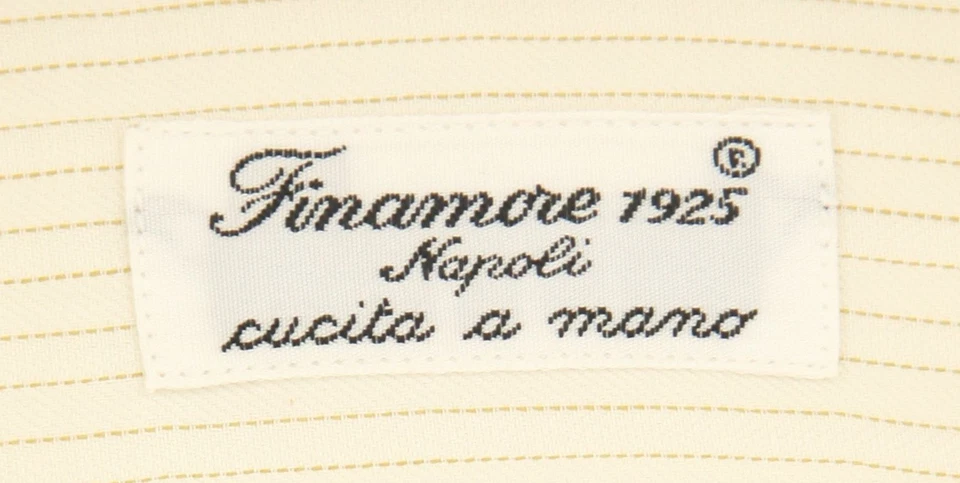 Finamore 1925®
Napoli
cucita a mano